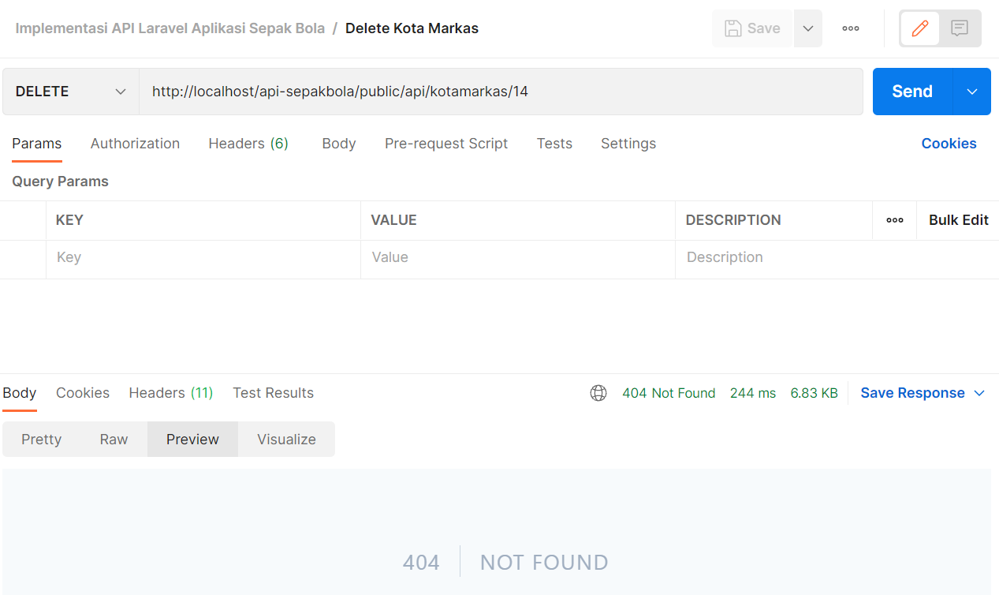 Implementasi API Laravel Aplikasi Sepak Bola / Delete Kota Markas Save
DELETE http://localhost/api-sepakbola/public/api/kotamarkas/14 Send
Params Authorization Headers (6) Body Pre-request Script Tests Settings Cookies
Query Params
KEY VALUE DESCRIPTION Bulk Edit
Key Value Description
Body Cookies Headers (11) Test Results 404 Not Found 244 ms 6.83 KB Save Response
Pretty Raw Preview Visualize
404 NOT FOUND